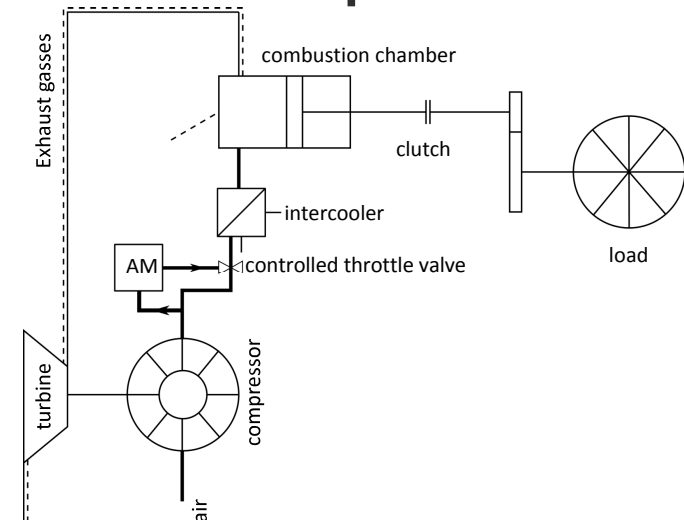 combustion chamber
Exhaust gasses
clutch
intercooler
load
AM
controlled throttle valve
turbine
compressor
air